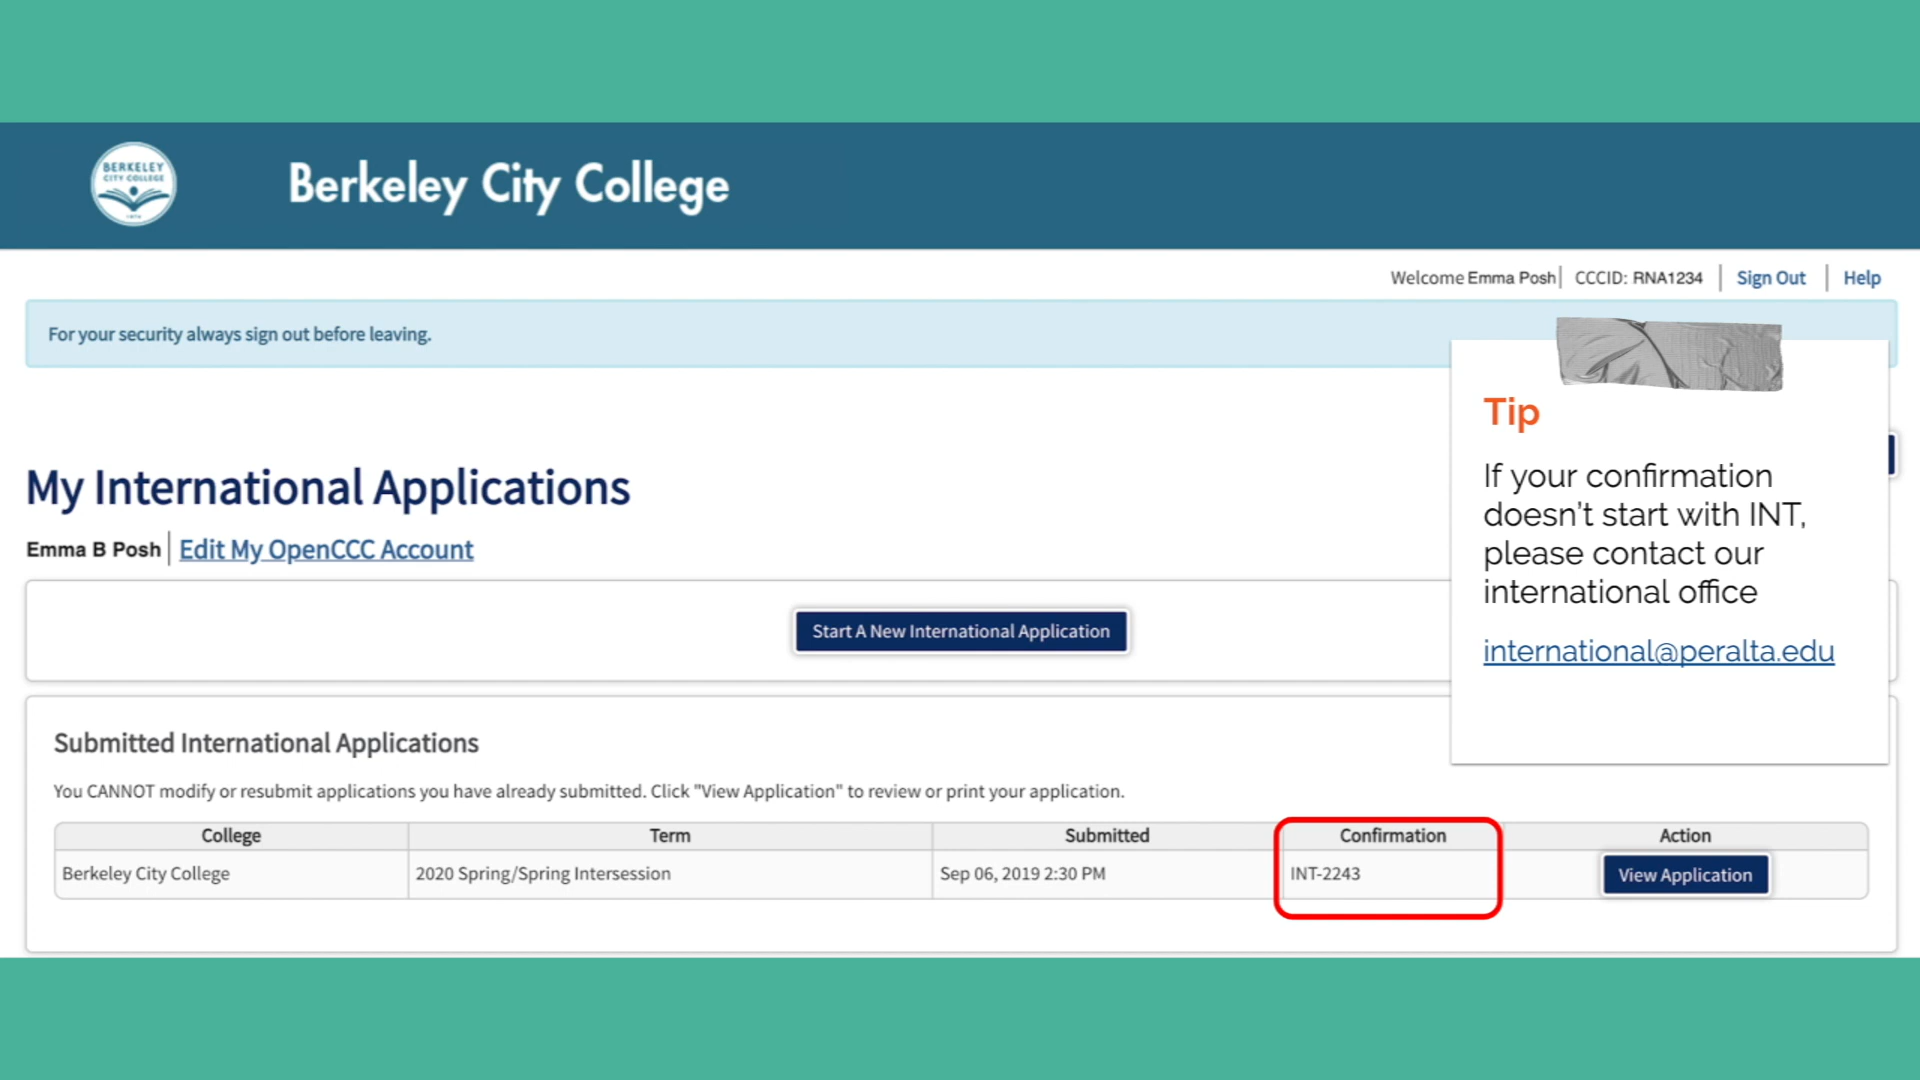 BERKELEY
CITY COLLEGE
Berkeley City College
Welcome Emma Posh CCCID: RNA1234 Sign Out Help
For your security always sign out before leaving.
Tip
If your confirmation
doesn't start with INT,
please contact our
international office
international@peralta.edu
My International Applications
Emma B Posh Edit My OpenCCC Account
Start A New International Application
Submitted International Applications
You CANNOT modify or resubmit applications you have already submitted. Click "View Application" to review or print your application.
College Term Submitted Confirmation Action
Berkeley City College 2020 Spring/Spring Intersession Sep 06, 2019 2:30 PM INT-2243 View Application